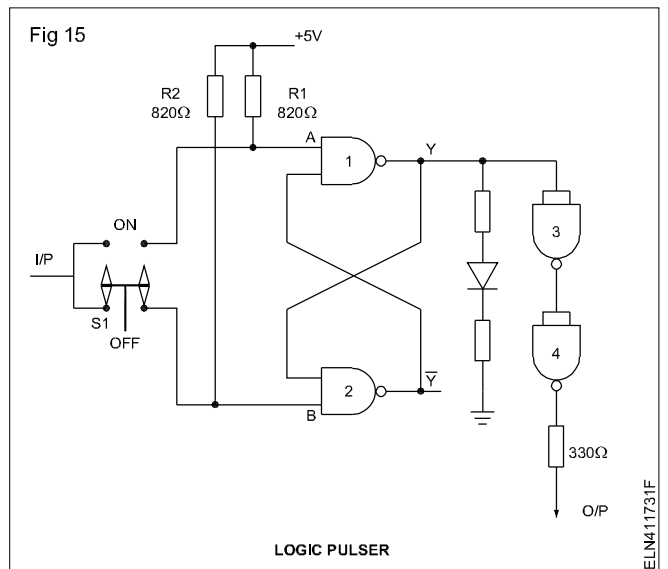 Fig 15
+5V
R2
820Ω
R1
820Ω
A
1
Y
ON
I/P
S1
OFF
3
4
2
Y̅
B
330Ω
O/P
LOGIC PULSER
ELN411731F